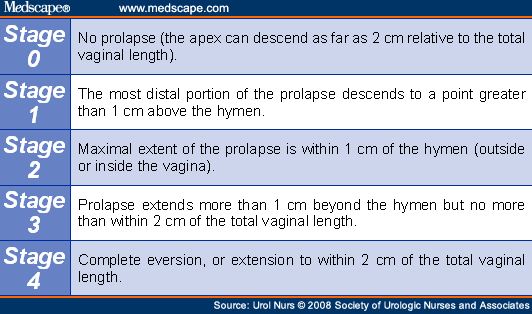 Medscape® www.medscape.com
Stage 0
No prolapse (the apex can descend as far as 2 cm relative to the total
vaginal length).
Stage 1
The most distal portion of the prolapse descends to a point greater
than 1 cm above the hymen.
Stage 2
Maximal extent of the prolapse is within 1 cm of the hymen (outside
or inside the vagina).
Stage 3
Prolapse extends more than 1 cm beyond the hymen but no more
than within 2 cm of the total vaginal length.
Stage 4
Complete eversion, or extension to within 2 cm of the total vaginal
length.
Source: Urol Nurs © 2008 Society of Urologic Nurses and Associates